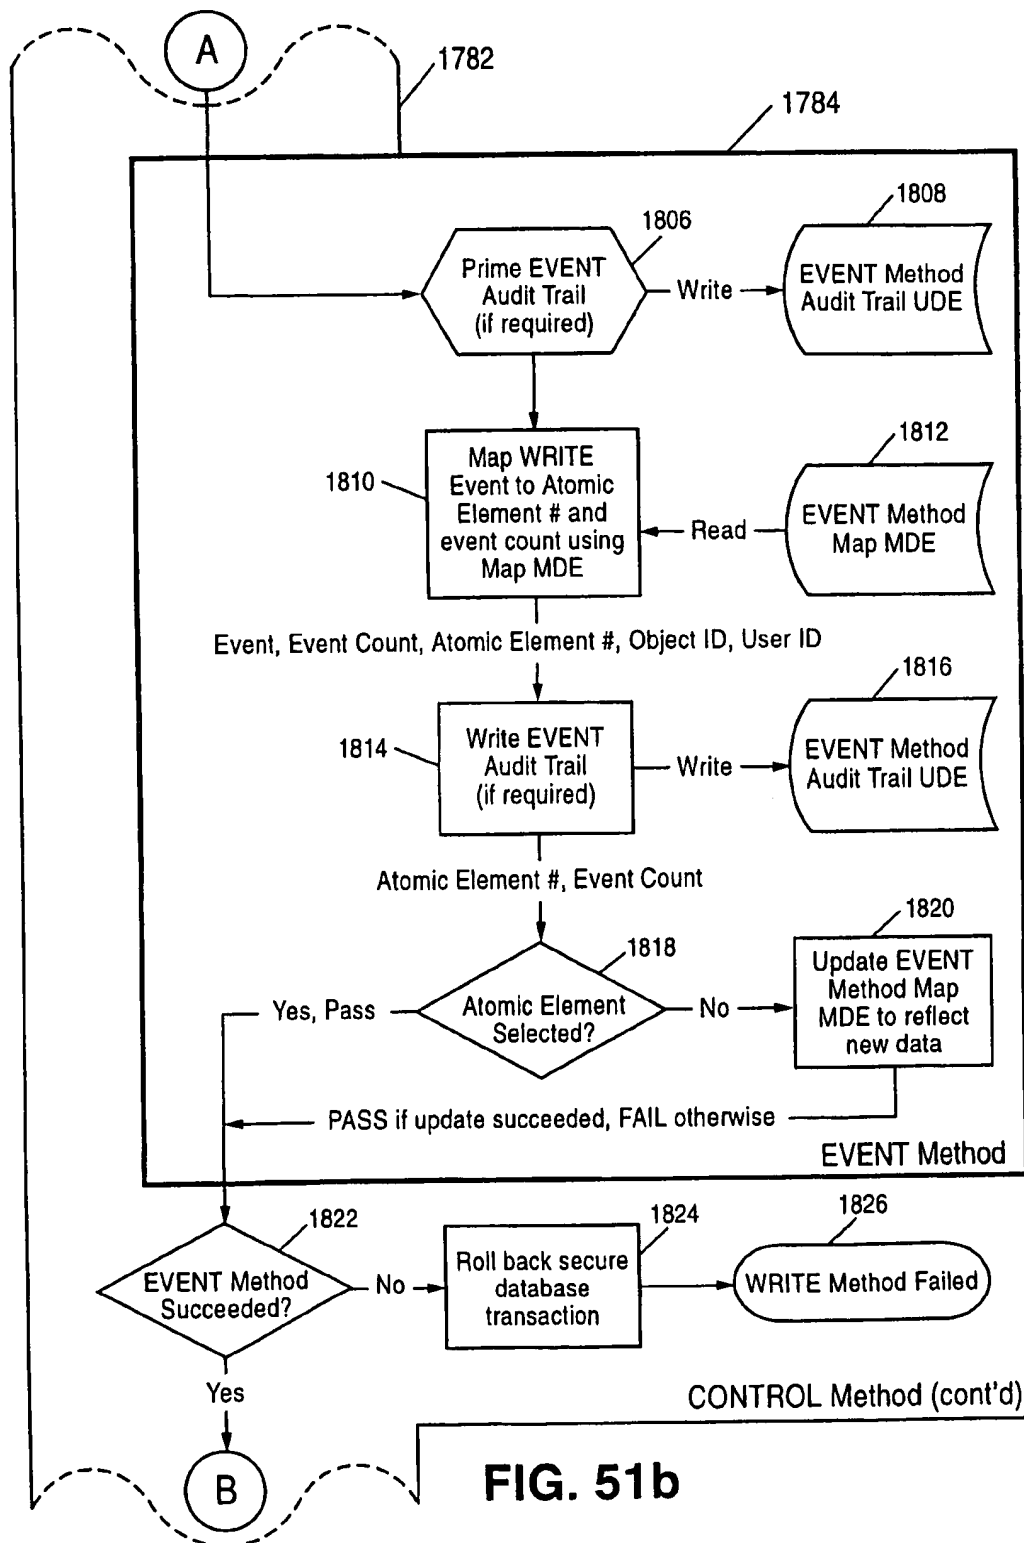 A
1782
1784
1806
1808
Prime EVENT
Audit Trail
(if required)
Write
EVENT Method
Audit Trail UDE
1810
Map WRITE
Event to Atomic
Element # and
event count using
Map MDE
Read
1812
EVENT Method
Map MDE
Event, Event Count, Atomic Element #, Object ID, User ID
1814
Write EVENT
Audit Trail
(if required)
Write
1816
EVENT Method
Audit Trail UDE
Atomic Element #, Event Count
1818
1820
Yes, Pass
Atomic Element
Selected?
No
Update EVENT
Method Map
MDE to reflect
new data
PASS if update succeeded, FAIL otherwise
EVENT Method
1822
1824
1826
EVENT Method
Succeeded?
No
Roll back secure
database
transaction
WRITE Method Failed
Yes
CONTROL Method (cont'd)
B
FIG. 51b